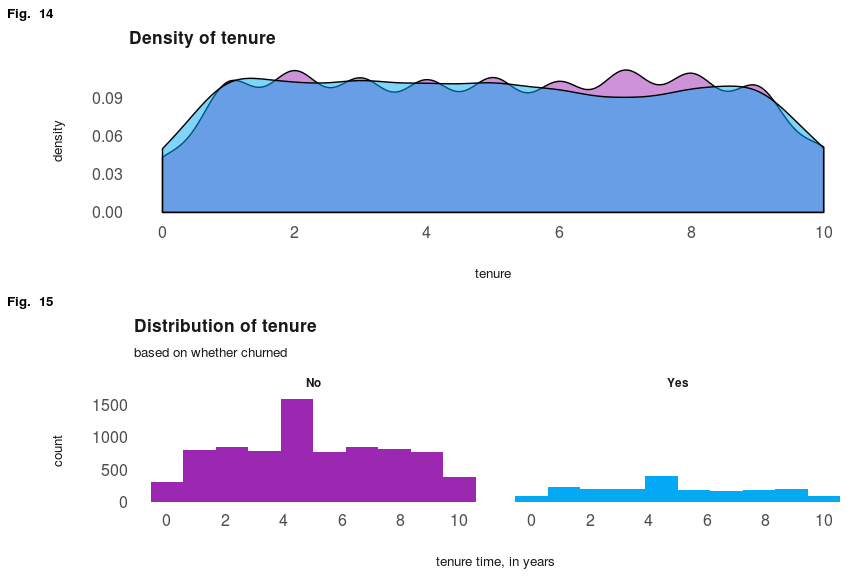 Fig. 14
Density of tenure
density
0.09
0.06
0.03
0.00
0 2 4 6 8 10
tenure
Fig. 15
Distribution of tenure
based on whether churned
No Yes
count
1500
1000
500
0
0 2 4 6 8 10 0 2 4 6 8 10
tenure time, in years